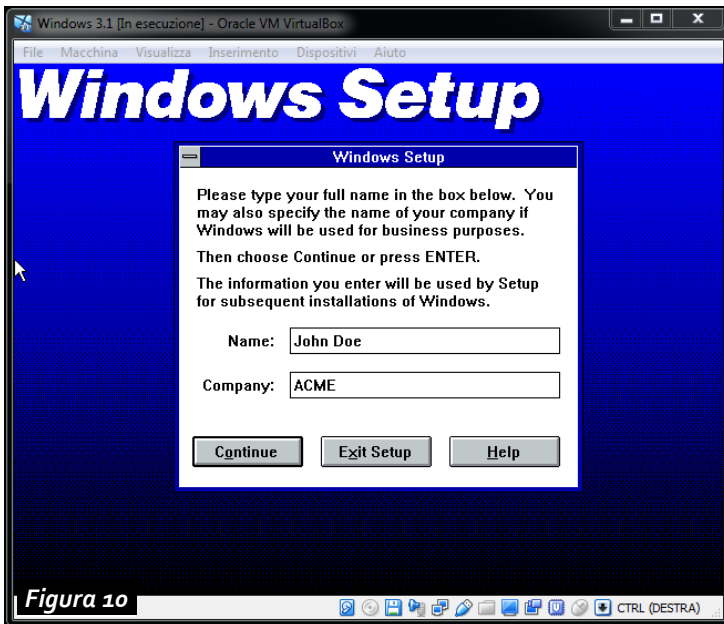 Windows 3.1 [In esecuzione] - Oracle VM VirtualBox
File Macchina Visualizza Inserimento Dispositivi Aiuto
Windows Setup
Windows Setup
Please type your full name in the box below. You
may also specify the name of your company if
Windows will be used for business purposes.
Then choose Continue or press ENTER.
The information you enter will be used by Setup
for subsequent installations of Windows.
Name: John Doe
Company: ACME
Continue Exit Setup Help
Figura 10
CTRL (DESTRA)